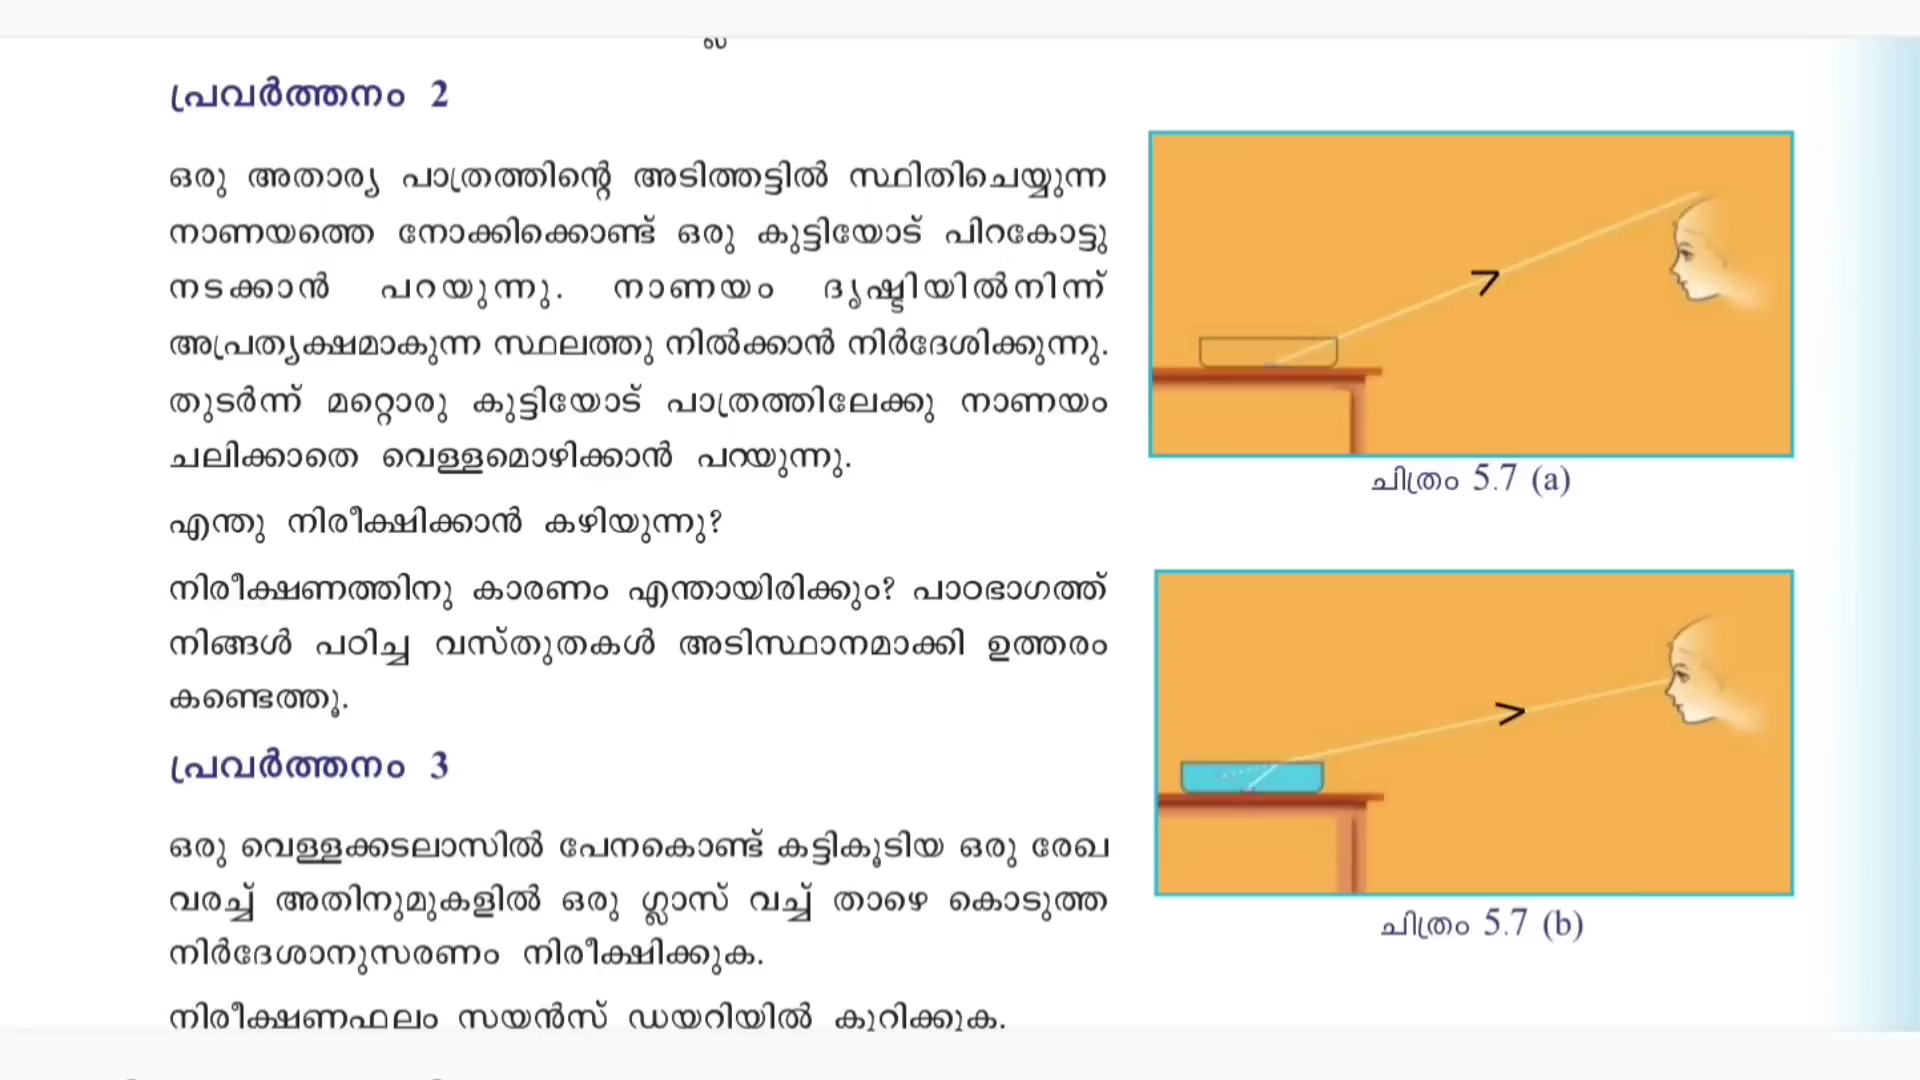 പ്രവർത്തനം 2
ഒരു അതാര്യ പാത്രത്തിന്റെ അടിത്തട്ടിൽ സ്ഥിതിചെയ്യുന്ന
നാണയത്തെ നോക്കിക്കൊണ്ട് ഒരു കുട്ടിയോട് പിറകോട്ടു
നടക്കാൻ പറയുന്നു. നാണയം ദൃഷ്ടിയിൽനിന്ന്
അപ്രത്യക്ഷമാകുന്ന സ്ഥലത്തു നിൽക്കാൻ നിർദേശിക്കുന്നു.
തുടർന്ന് മറ്റൊരു കുട്ടിയോട് പാത്രത്തിലേക്കു നാണയം
ചലിക്കാതെ വെള്ളമൊഴിക്കാൻ പറയുന്നു.
എന്തു നിരീക്ഷിക്കാൻ കഴിയുന്നു?
നിരീക്ഷണത്തിനു കാരണം എന്തായിരിക്കും? പാഠഭാഗത്ത്
നിങ്ങൾ പഠിച്ച വസ്തുതകൾ അടിസ്ഥാനമാക്കി ഉത്തരം
കണ്ടെത്തൂ.
പ്രവർത്തനം 3
ഒരു വെള്ളക്കടലാസിൽ പേനകൊണ്ട് കട്ടികൂടിയ ഒരു രേഖ
വരച്ച് അതിനുമുകളിൽ ഒരു ഗ്ലാസ് വച്ച് താഴെ കൊടുത്ത
നിർദേശാനുസരണം നിരീക്ഷിക്കുക.
നിരീക്ഷണഫലം സയൻസ് ഡയറിയിൽ കുറിക്കുക.
ചിത്രം 5.7 (a)
ചിത്രം 5.7 (b)